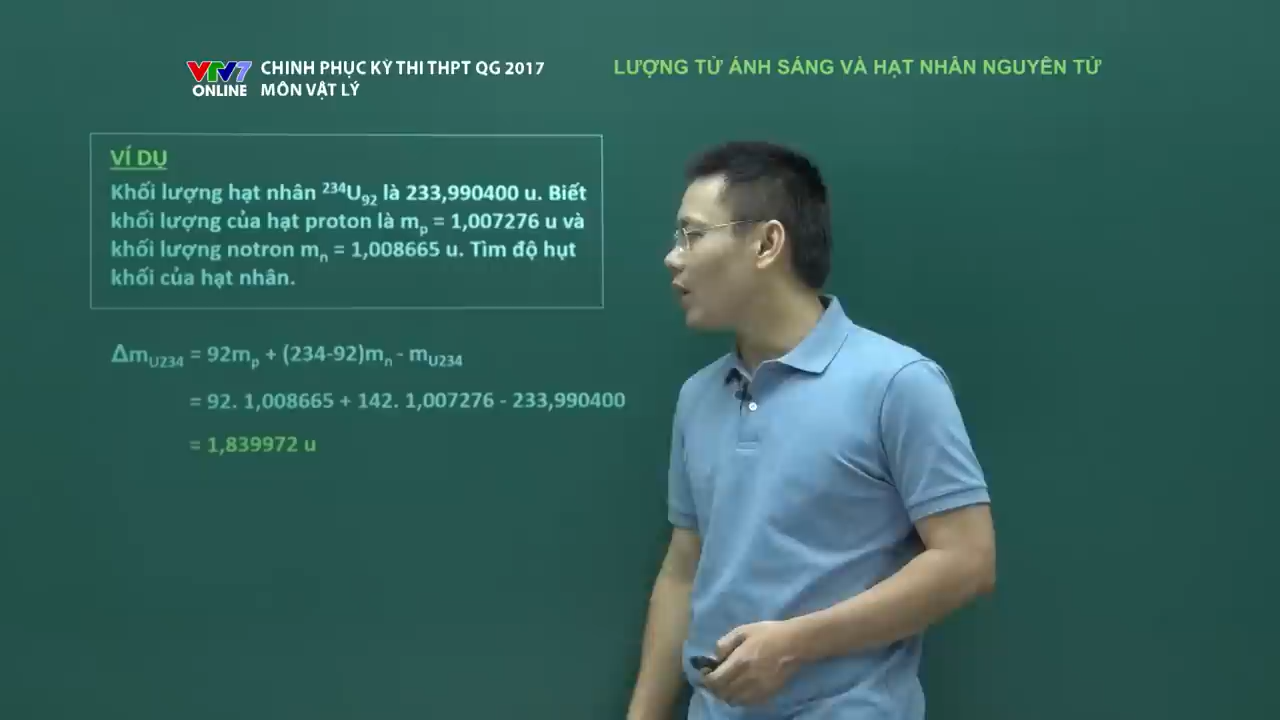 VTV7
ONLINE
CHINH PHỤC KỲ THI THPT QG 2017
MÔN VẬT LÝ
LƯỢNG TỬ ÁNH SÁNG VÀ HẠT NHÂN NGUYÊN TỬ
VÍ DỤ
Khối lượng hạt nhân ²³⁴U₉₂ là 233,990400 u. Biết
khối lượng của hạt proton là mₚ = 1,007276 u và
khối lượng notron mₙ = 1,008665 u. Tìm độ hụt
khối của hạt nhân.
Δm_U234 = 92mₚ + (234-92)mₙ - m_U234
= 92. 1,008665 + 142. 1,007276 - 233,990400
= 1,839972 u